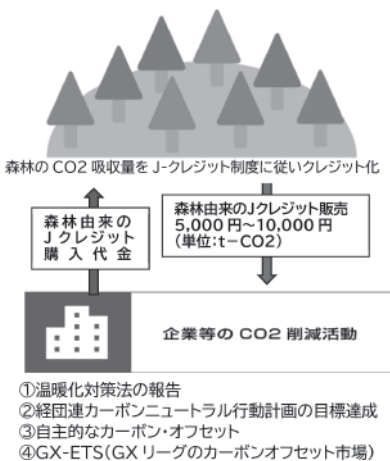 森林のCO2吸収量をJ-クレジット制度に従いクレジット化
森林由来の
Jクレジット
購入代金
森林由来のJクレジット販売
5,000円〜10,000円
(単位:t−CO2)
企業等のCO2削減活動
①温暖化対策法の報告
②経団連カーボンニュートラル行動計画の目標達成
③自主的なカーボン・オフセット
④GX-ETS(GXリーグのカーボンオフセット市場)